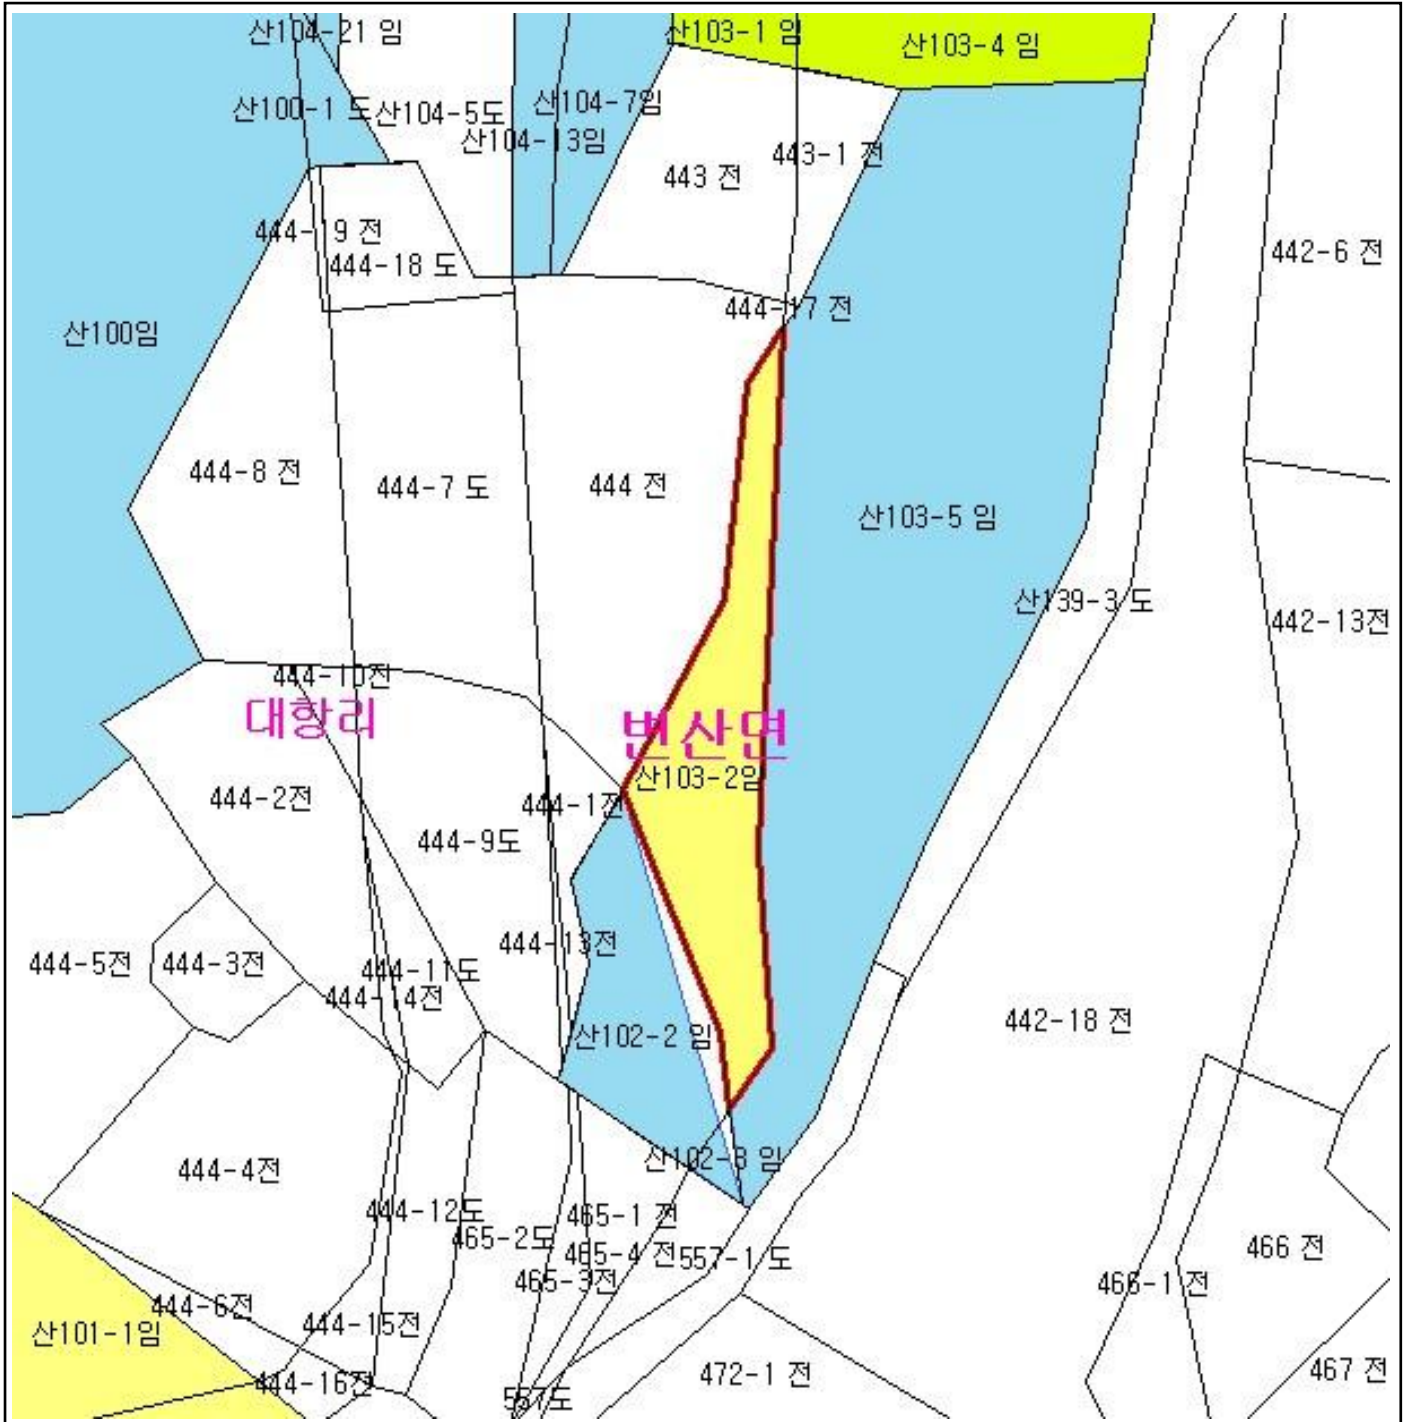 산104-21 임
산103-1 임
산103-4 임
산100-1 도
산104-5도
산104-7임
산104-13임
443-1 전
443 전
444-19 전
444-18 도
442-6 전
444-17 전
산100임
444-8 전
444-7 도
444 전
산103-5 임
산139-3 도
442-13전
444-10전
대항리
변산면
산103-2임
444-2전
444-1전
444-9도
444-13전
444-5전
444-3전
444-11도
444-14전
442-18 전
산102-2 임
산102-3 임
444-4전
444-12도
465-1 전
465-2도
465-4 전
557-1 도
466 전
465-3전
466-1 전
444-6전
444-15전
산101-1임
472-1 전
467 전
444-16전
557도